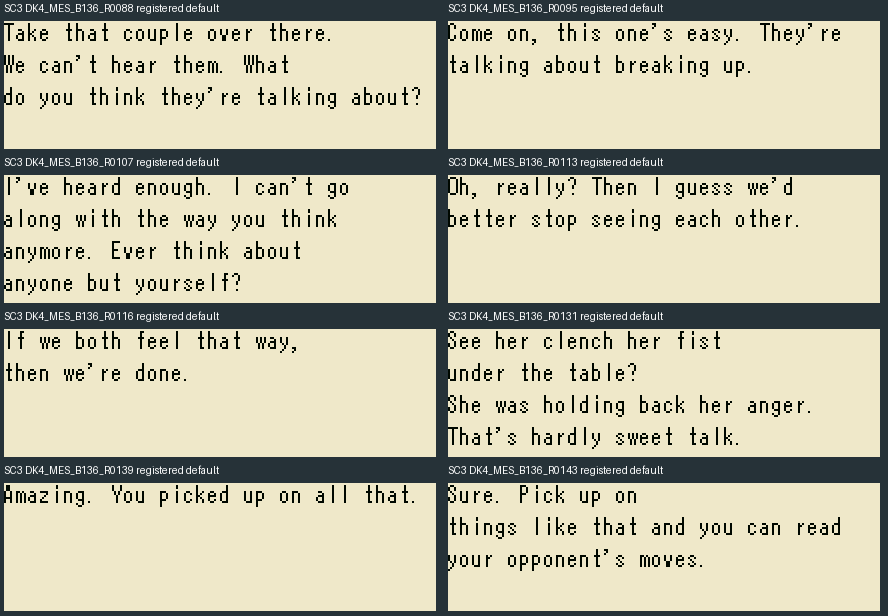 SC3 DK4_MES_B136_R0088 registered default
Take that couple over there.
We can't hear them. What
do you think they're talking about?
SC3 DK4_MES_B136_R0095 registered default
Come on, this one's easy. They're
talking about breaking up.
SC3 DK4_MES_B136_R0107 registered default
I've heard enough. I can't go
along with the way you think
anymore. Ever think about
anyone but yourself?
SC3 DK4_MES_B136_R0113 registered default
Oh, really? Then I guess we'd
better stop seeing each other.
SC3 DK4_MES_B136_R0116 registered default
If we both feel that way,
then we're done.
SC3 DK4_MES_B136_R0131 registered default
See her clench her fist
under the table?
She was holding back her anger.
That's hardly sweet talk.
SC3 DK4_MES_B136_R0139 registered default
Amazing. You picked up on all that.
SC3 DK4_MES_B136_R0143 registered default
Sure. Pick up on
things like that and you can read
your opponent's moves.